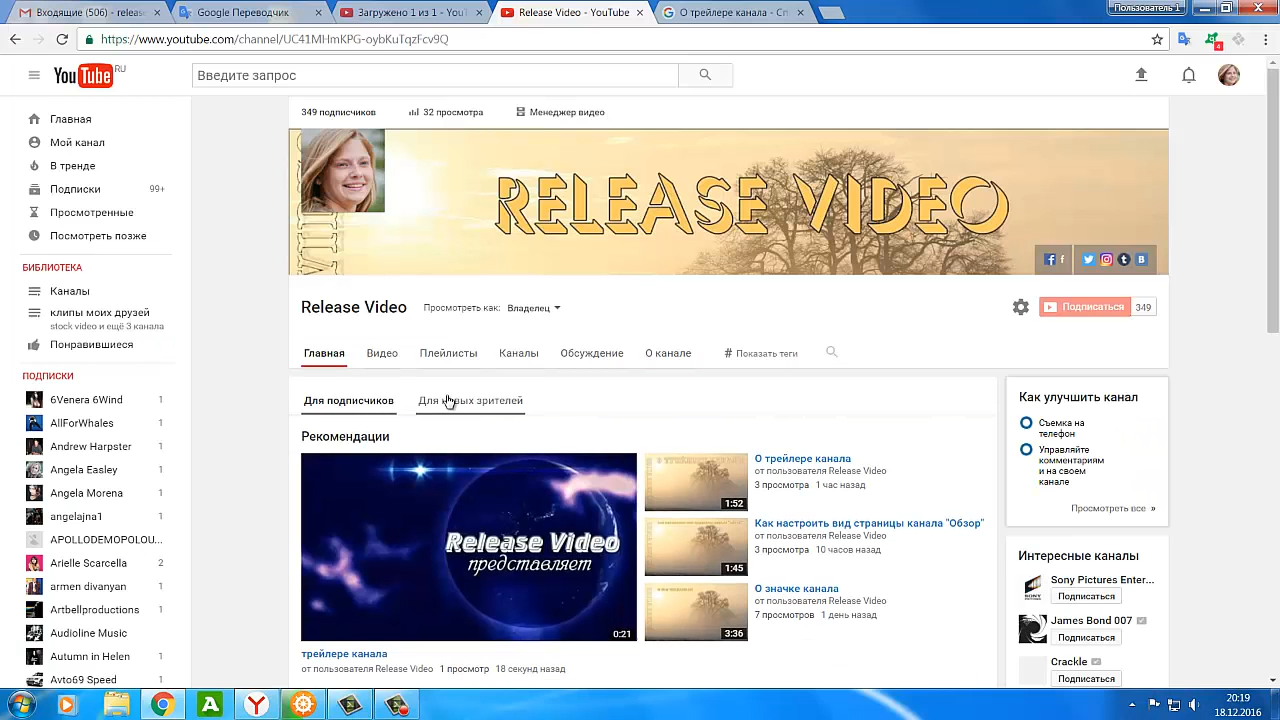 Входящие (506) - releas
Google Переводчик
Загружено 1 из 1 - YouT
Release Video - YouTube
О трейлере канала - Сп
Пользователь 1
https://www.youtube.com/channel/UC41MHmKPG-oybKuTqzFcv9Q
4
YouTube RU
Введите запрос
349 подписчиков
32 просмотра
Менеджер видео
Главная
Мой канал
В тренде
Подписки 99+
Просмотренные
Посмотреть позже
БИБЛИОТЕКА
Каналы
клипы моих друзей
stock video и ещё 3 канала
Понравившиеся
ПОДПИСКИ
6Venera 6Wind 1
AllForWhales 1
Andrew Harpster 1
Angela Easley 1
Angela Morena 1
angelajna1 1
APOLLODEMOPOLOU...
Arielle Scarcella 2
armen divanyan 1
Artbellproductions 1
Audioline Music 1
Autumn in Helen 1
Avto69 Speed 1
RELEASE VIDEO
Release Video
Просмотреть как: Владелец
Подписаться 349
Главная
Видео
Плейлисты
Каналы
Обсуждение
О канале
# Показать теги
Для подписчиков
Для новых зрителей
Рекомендации
Release Video
представляет
0:21
трейлере канала
от пользователя Release Video 1 просмотр 18 секунд назад
1:52
О трейлере канала
от пользователя Release Video
3 просмотра 1 час назад
1:45
Как настроить вид страницы канала "Обзор"
от пользователя Release Video
3 просмотра 10 часов назад
3:36
О значке канала
от пользователя Release Video
7 просмотров 1 день назад
Как улучшить канал
Съемка на
телефон
Управляйте
комментариям
и на своем
канале
Просмотреть все »
Интересные каналы
Sony Pictures Enter...
Подписаться
James Bond 007
Подписаться
Crackle
Подписаться
20:19
18.12.2016